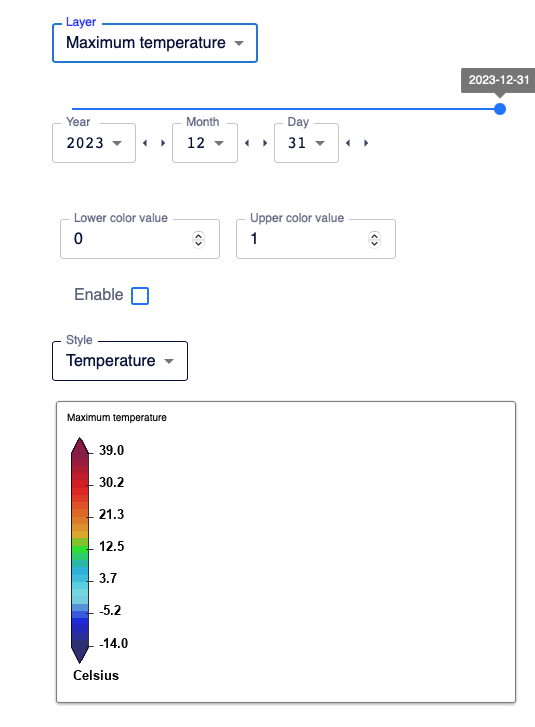 Layer
Maximum temperature
2023-12-31
Year Month Day
2023 12 31
Lower color value Upper color value
0 1
Enable
Style
Temperature
Maximum temperature
39.0
30.2
21.3
12.5
3.7
-5.2
-14.0
Celsius